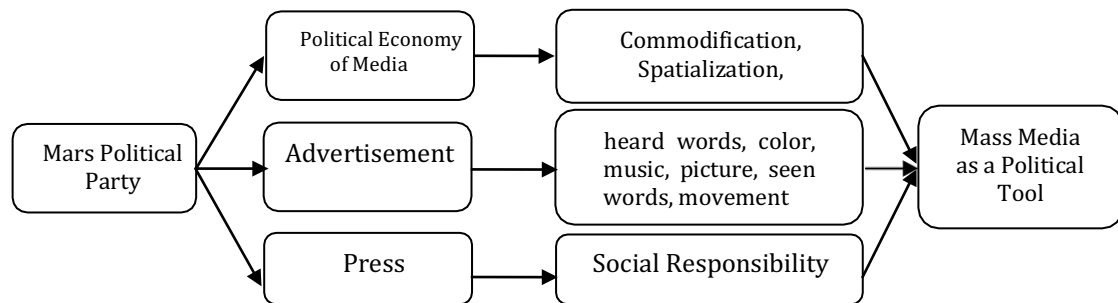 Mars Political
Party
Political Economy
of Media
Advertisement
Press
Commodification,
Spatialization,
heard words, color,
music, picture, seen
words, movement
Social Responsibility
Mass Media
as a Political
Tool